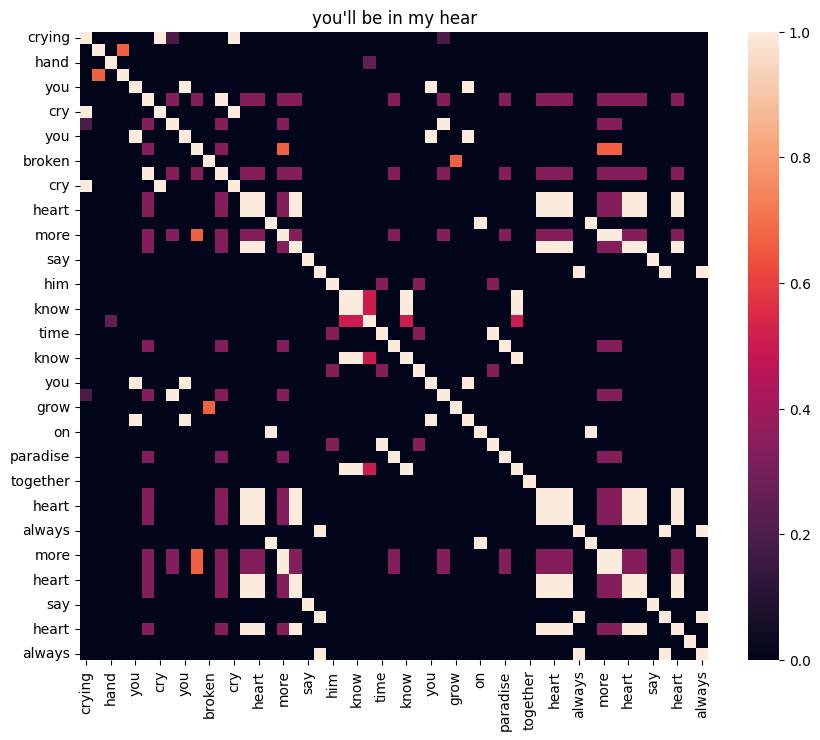 you'll be in my hear
crying
hand
you
cry
you
broken
cry
heart
more
say
him
know
time
know
you
grow
on
paradise
together
heart
always
more
heart
say
heart
always
1.0
0.8
0.6
0.4
0.2
0.0
crying
hand
you
cry
you
broken
cry
heart
more
say
him
know
time
know
you
grow
on
paradise
together
heart
always
more
heart
say
heart
always